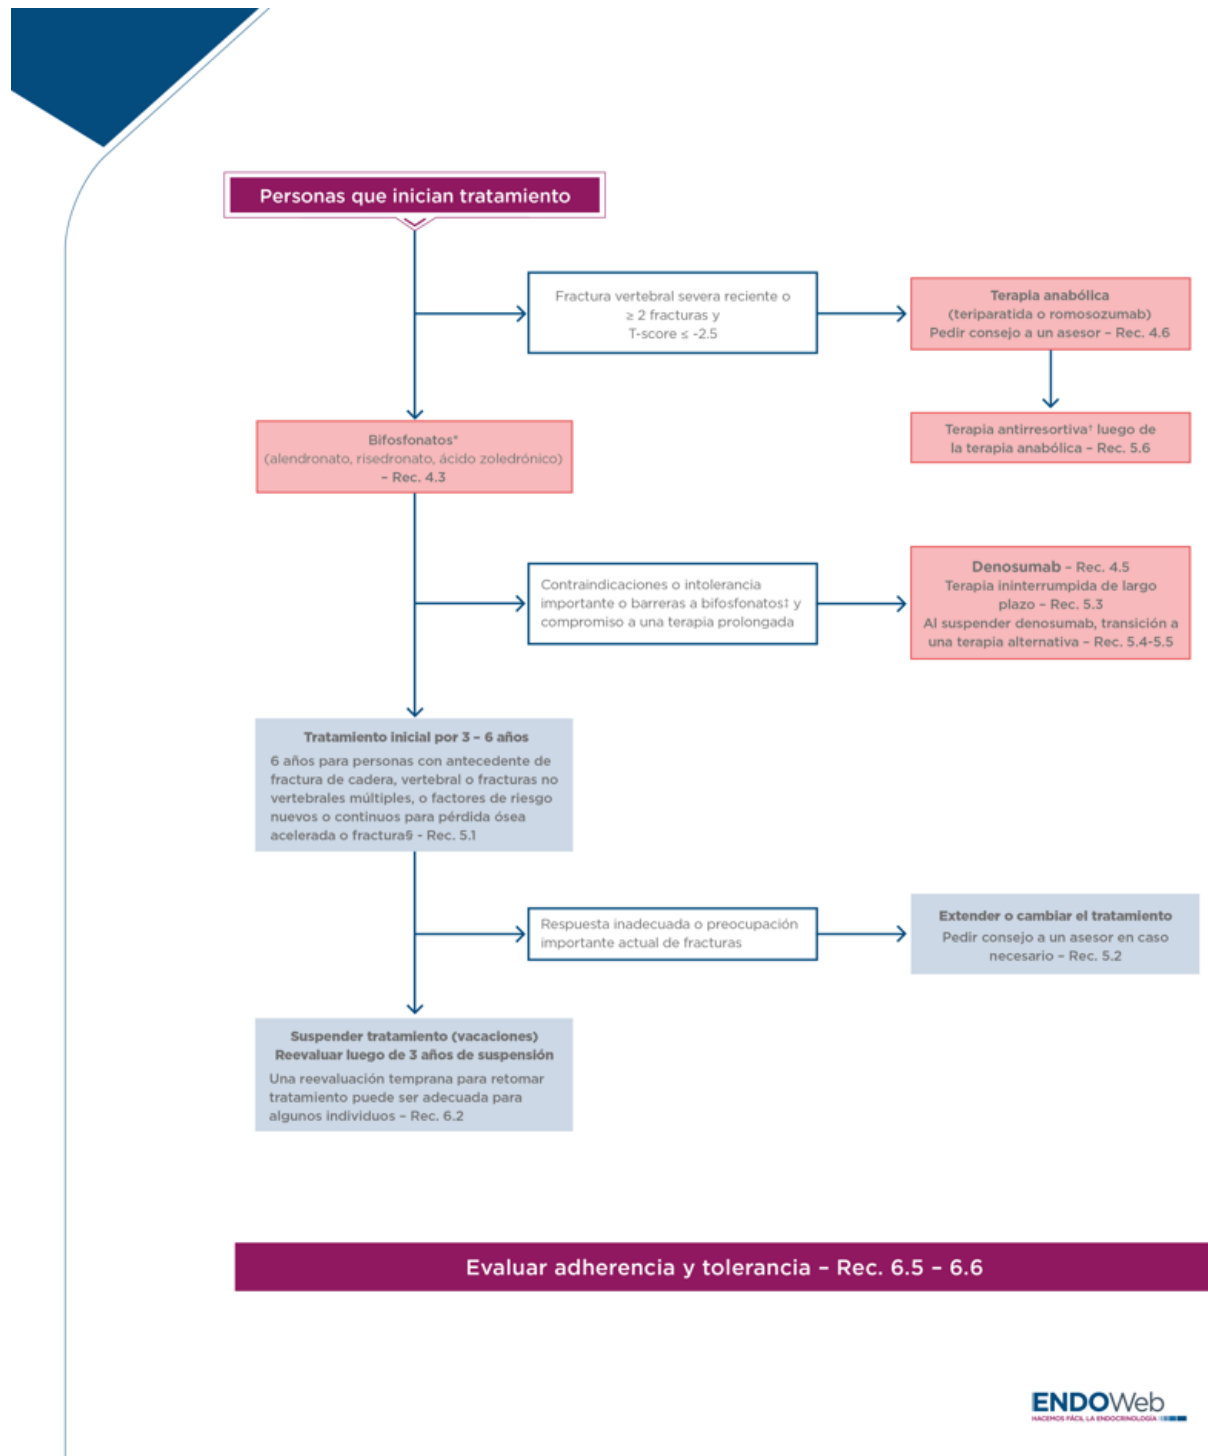 Personas que inician tratamiento
Fractura vertebral severa reciente o
≥ 2 fracturas y
T-score ≤ -2.5
Terapia anabólica
(teriparatida o romosozumab)
Pedir consejo a un asesor – Rec. 4.6
Terapia antirresortiva† luego de
la terapia anabólica – Rec. 5.6
Bifosfonatos*
(alendronato, risedronato, ácido zoledrónico)
– Rec. 4.3
Contraindicaciones o intolerancia
importante o barreras a bifosfonatos‡ y
compromiso a una terapia prolongada
Denosumab – Rec. 4.5
Terapia ininterrumpida de largo
plazo – Rec. 5.3
Al suspender denosumab, transición a
una terapia alternativa – Rec. 5.4-5.5
Tratamiento inicial por 3 – 6 años
6 años para personas con antecedente de
fractura de cadera, vertebral o fracturas no
vertebrales múltiples, o factores de riesgo
nuevos o continuos para pérdida ósea
acelerada o fractura§ - Rec. 5.1
Respuesta inadecuada o preocupación
importante actual de fracturas
Extender o cambiar el tratamiento
Pedir consejo a un asesor en caso
necesario – Rec. 5.2
Suspender tratamiento (vacaciones)
Reevaluar luego de 3 años de suspensión
Una reevaluación temprana para retomar
tratamiento puede ser adecuada para
algunos individuos – Rec. 6.2
Evaluar adherencia y tolerancia – Rec. 6.5 – 6.6
ENDOWeb
HACEMOS FÁCIL LA ENDOCRINOLOGÍA